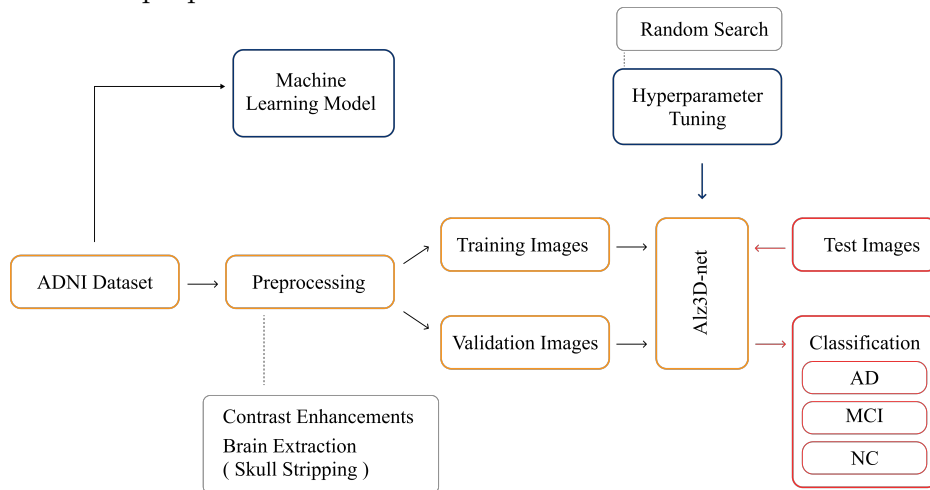 Random Search
Machine
Learning Model
Hyperparameter
Tuning
ADNI Dataset
Preprocessing
Training Images
Validation Images
Alz3D-net
Test Images
Classification
AD
MCI
NC
Contrast Enhancements
Brain Extraction
( Skull Stripping )